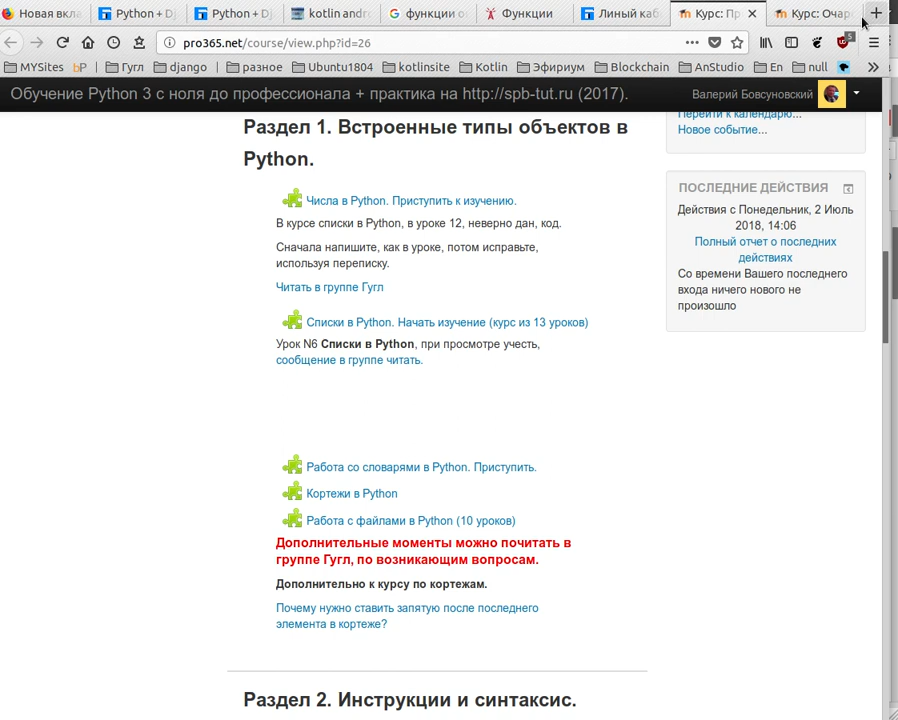 Новая вкл
Python + Dj
Python + Dj
kotlin andr
функции о
Функции
Линый каб
Курс: Пр
Курс: Очар
pro365.net/course/view.php?id=26
5
MYSites
bP
Гугл
django
разное
Ubuntu1804
kotlinsite
Kotlin
Эфириум
Blockchain
AnStudio
En
null
Обучение Python 3 с ноля до профессионала + практика на http://spb-tut.ru (2017).
Валерий Бовсуновский
Раздел 1. Встроенные типы объектов в
Python.
Числа в Python. Приступить к изучению.
В курсе списки в Python, в уроке 12, неверно дан, код.
Сначала напишите, как в уроке, потом исправьте,
используя переписку.
Читать в группе Гугл
Списки в Python. Начать изучение (курс из 13 уроков)
Урок N6 Списки в Python, при просмотре учесть,
сообщение в группе читать.
Работа со словарями в Python. Приступить.
Кортежи в Python
Работа с файлами в Python (10 уроков)
Дополнительные моменты можно почитать в
группе Гугл, по возникающим вопросам.
Дополнительно к курсу по кортежам.
Почему нужно ставить запятую после последнего
элемента в кортеже?
Раздел 2. Инструкции и синтаксис.
Перейти к календарю...
Новое событие...
ПОСЛЕДНИЕ ДЕЙСТВИЯ
Действия с Понедельник, 2 Июль
2018, 14:06
Полный отчет о последних
действиях
Со времени Вашего последнего
входа ничего нового не
произошло